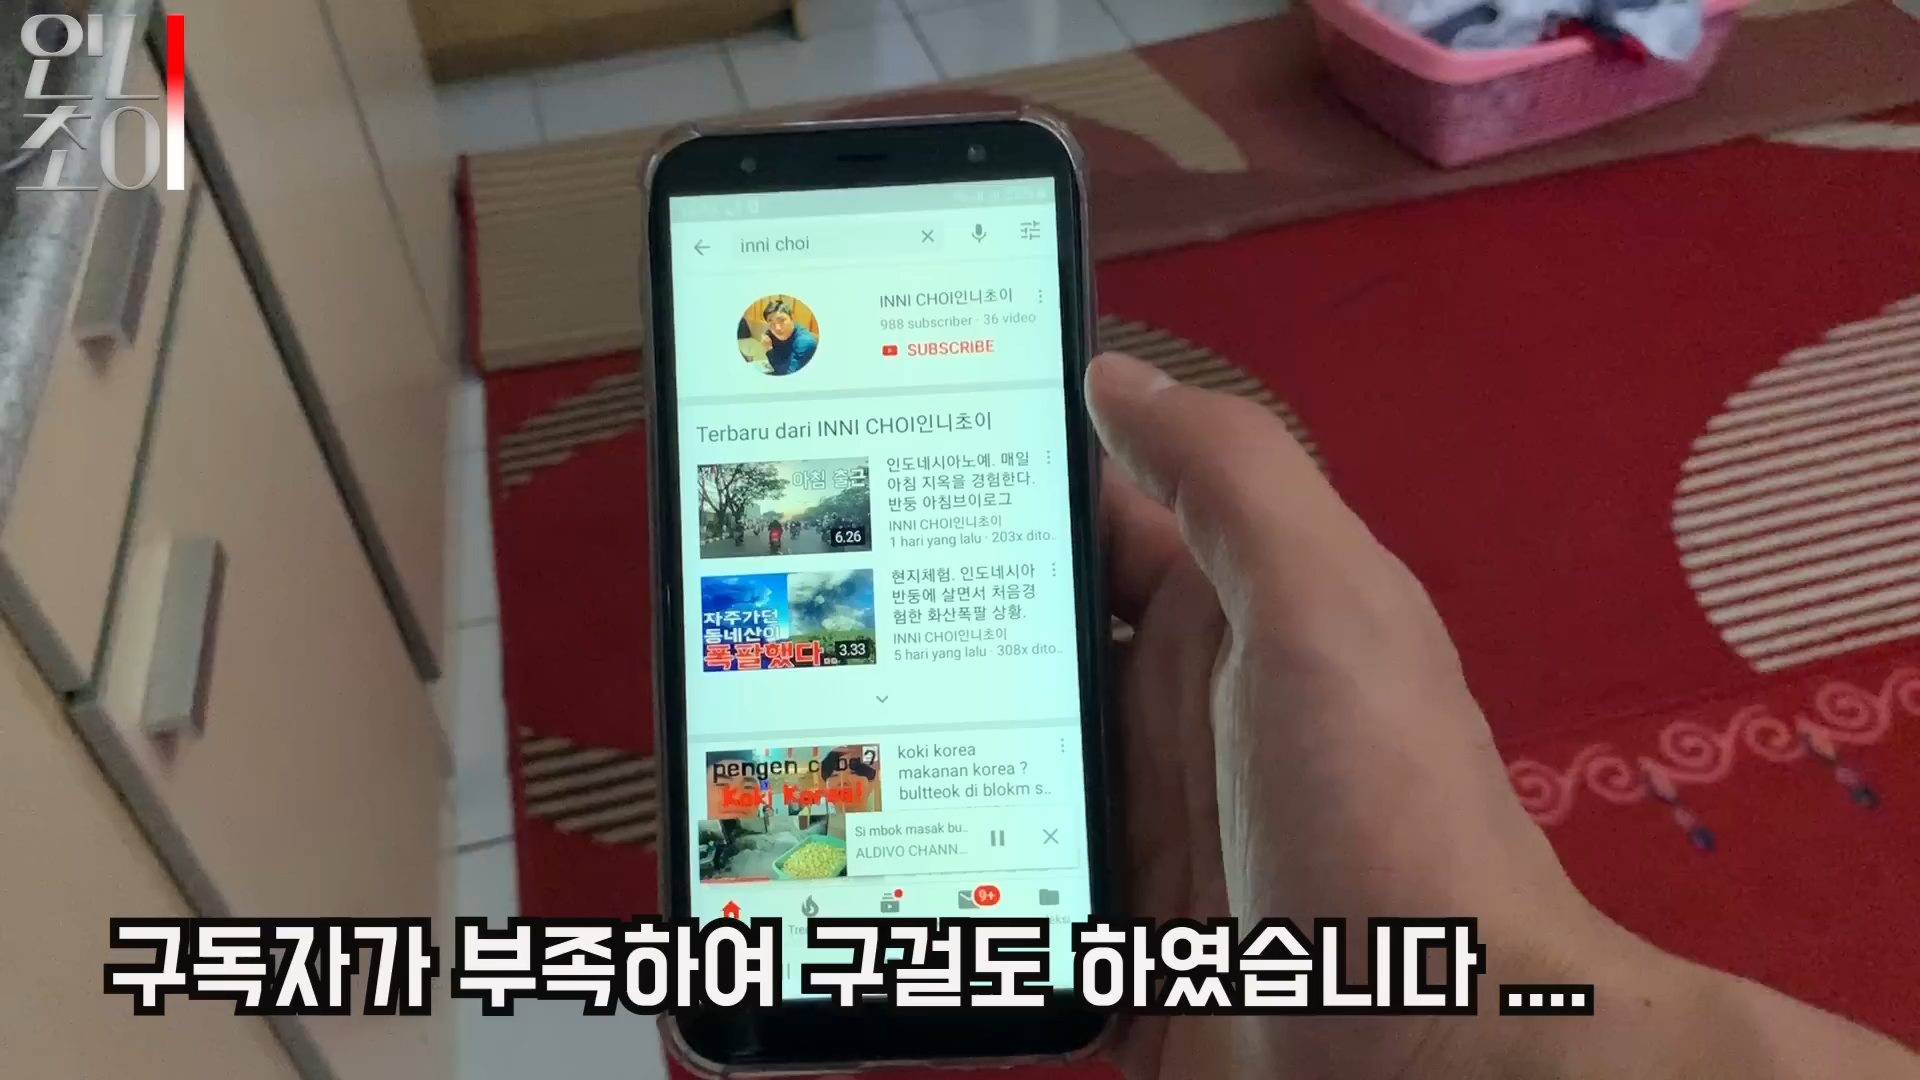 인니
초이
inni choi
INNI CHOI인니초이
988 subscriber · 36 video
SUBSCRIBE
Terbaru dari INNI CHOI인니초이
아침 출근
6.26
인도네시아노예. 매일
아침 지옥을 경험한다.
반둥 아침브이로그
INNI CHOI인니초이
1 hari yang lalu · 203x dito..
자주가던
동네산이
폭팔했다..
3.33
현지체험. 인도네시아
반둥에 살면서 처음경
험한 화산폭팔 상황.
INNI CHOI인니초이
5 hari yang lalu · 308x dito..
pengen coba?
Koki Korea!
koki korea
makanan korea ?
bultteok di blokm s..
Si mbok masak bu..
ALDIVO CHANN...
9+
구독자가 부족하여 구걸도 하였습니다 ....